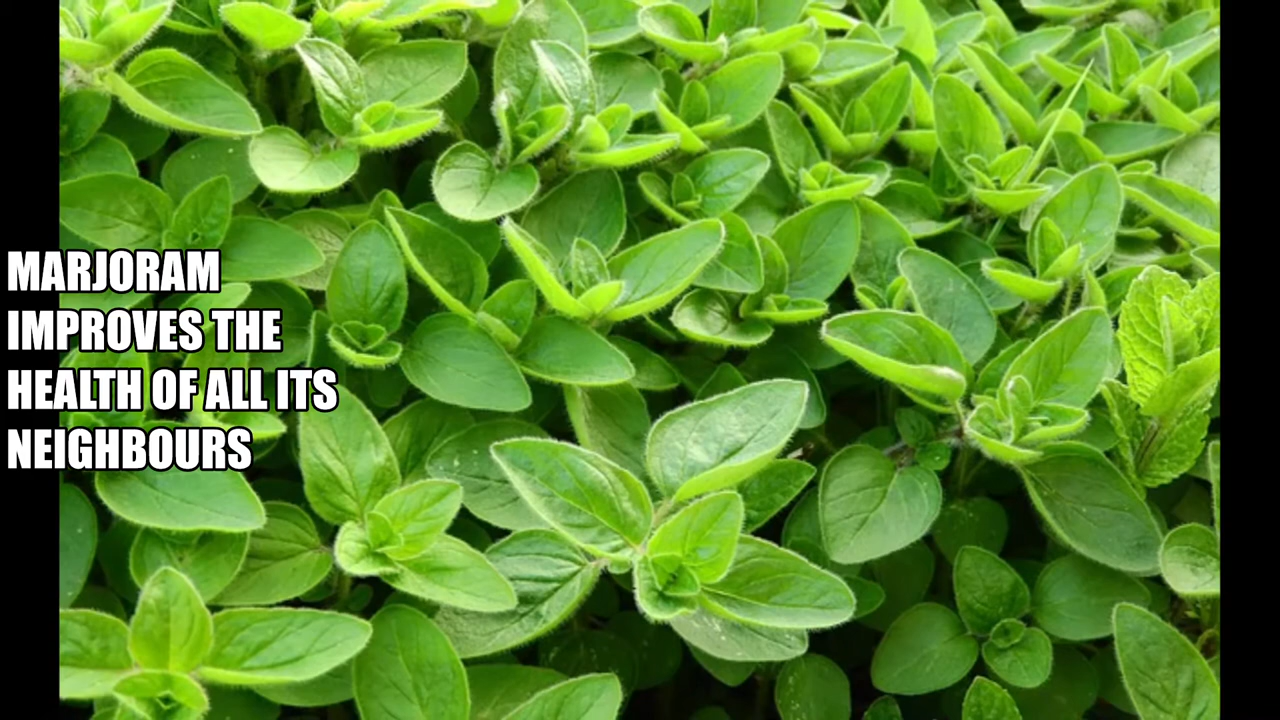 MARJORAM
IMPROVES THE
HEALTH OF ALL ITS
NEIGHBOURS